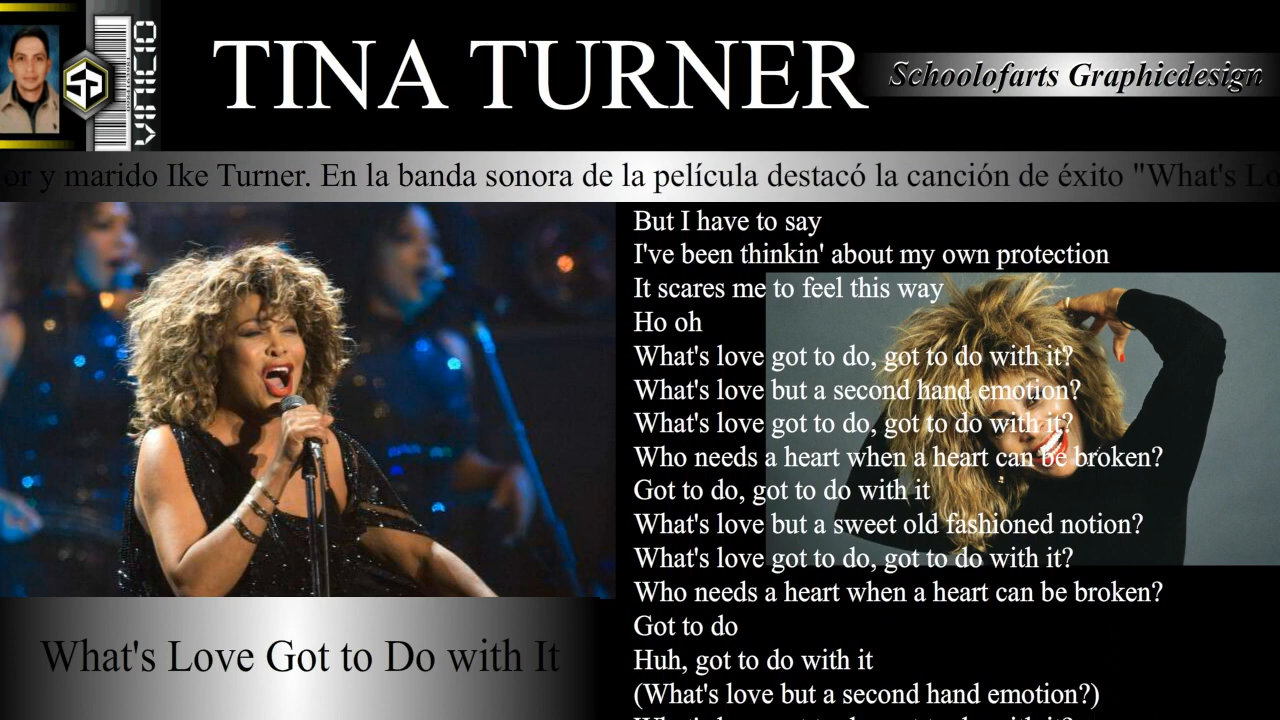 VINICIO
SG
TINA TURNER
Schoolofarts Graphicdesign
or y marido Ike Turner. En la banda sonora de la película destacó la canción de éxito "What's Lo
But I have to say
I've been thinkin' about my own protection
It scares me to feel this way
Ho oh
What's love got to do, got to do with it?
What's love but a second hand emotion?
What's love got to do, got to do with it?
Who needs a heart when a heart can be broken?
Got to do, got to do with it
What's love but a sweet old fashioned notion?
What's love got to do, got to do with it?
Who needs a heart when a heart can be broken?
Got to do
Huh, got to do with it
(What's love but a second hand emotion?)
What's Love Got to Do with It